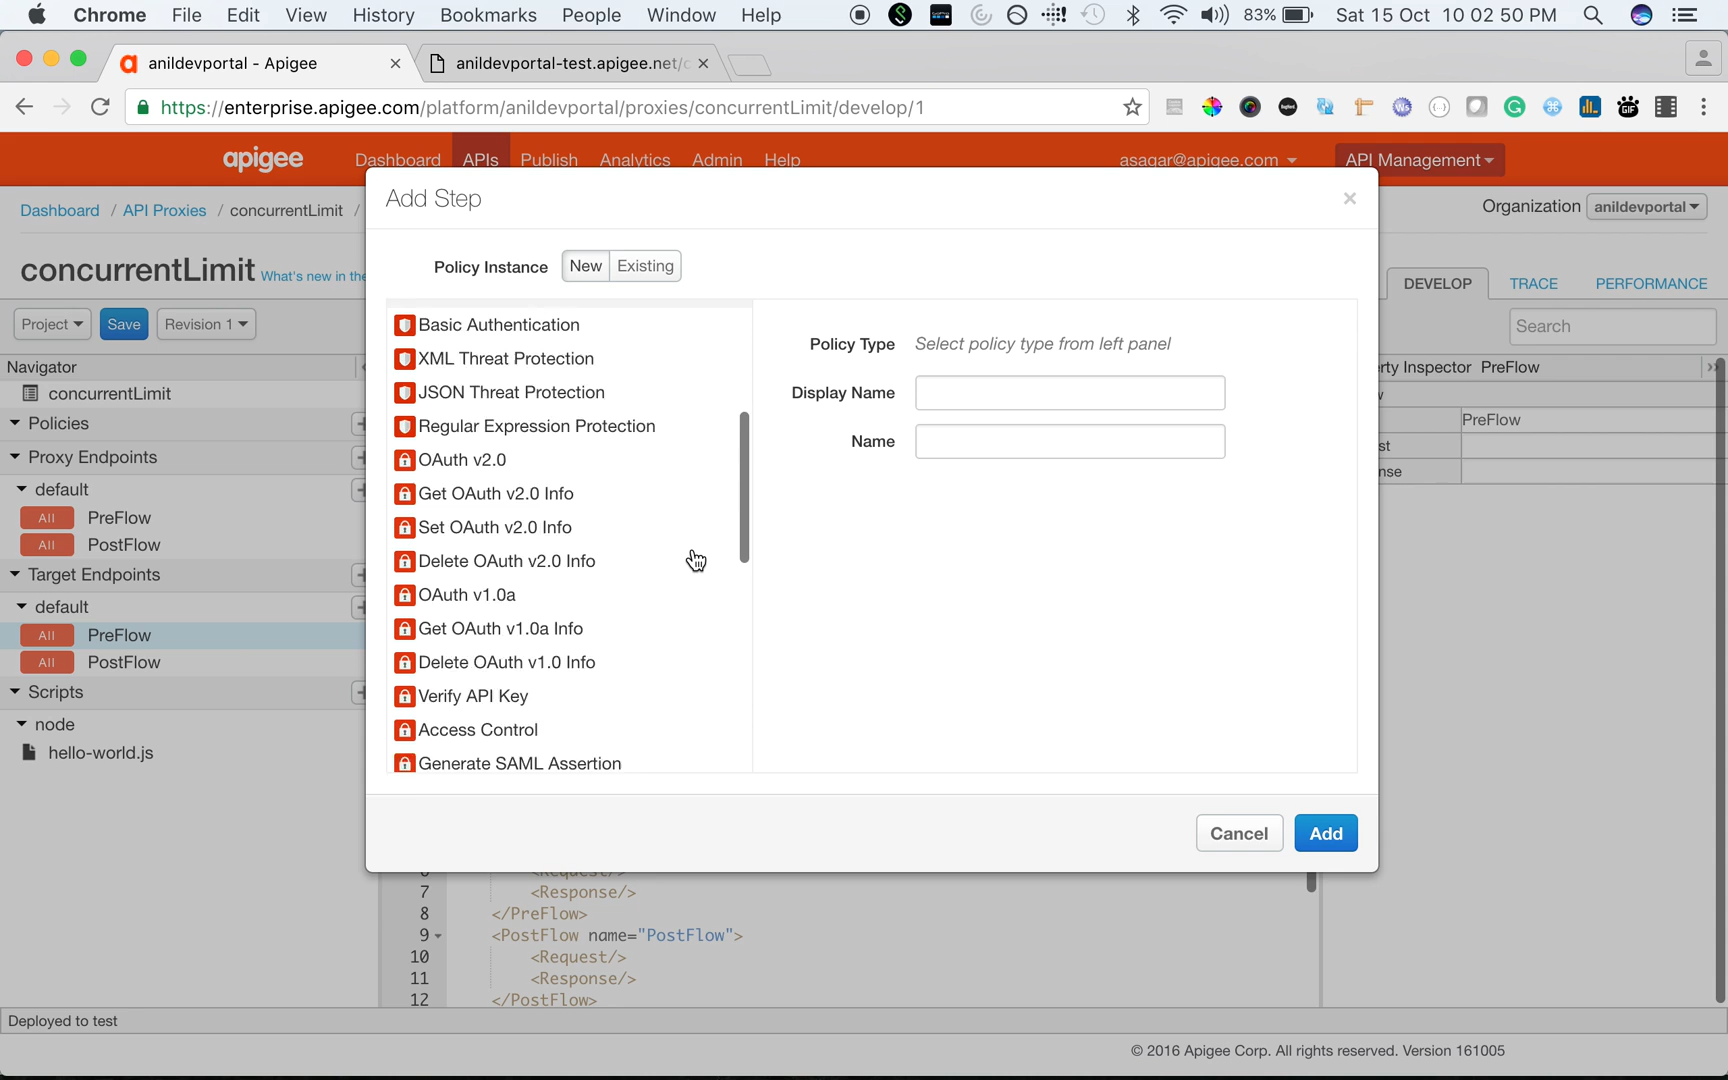 Chrome File Edit View History Bookmarks People Window Help 83% Sat 15 Oct 10 02 50 PM
anildevportal - Apigee
anildevportal-test.apigee.net/c
https://enterprise.apigee.com/platform/anildevportal/proxies/concurrentLimit/develop/1
apigee Dashboard APIs Publish Analytics Admin Help asagar@apigee.com API Management
Add Step
Dashboard / API Proxies / concurrentLimit /
Organization anildevportal
Policy Instance New Existing
concurrentLimit What's new in the
DEVELOP TRACE PERFORMANCE
Project Save Revision 1
Search
Basic Authentication
XML Threat Protection
JSON Threat Protection
Regular Expression Protection
OAuth v2.0
Get OAuth v2.0 Info
Set OAuth v2.0 Info
Delete OAuth v2.0 Info
OAuth v1.0a
Get OAuth v1.0a Info
Delete OAuth v1.0 Info
Verify API Key
Access Control
Generate SAML Assertion
Policy Type Select policy type from left panel
Display Name
Name
Cancel Add
Navigator
concurrentLimit
Policies
Proxy Endpoints
default
All PreFlow
All PostFlow
Target Endpoints
default
All PreFlow
All PostFlow
Scripts
node
hello-world.js
rty Inspector PreFlow
PreFlow
st
nse
<Request/>
7 <Response/>
8 </PreFlow>
9 <PostFlow name="PostFlow">
10 <Request/>
11 <Response/>
12 </PostFlow>
Deployed to test
© 2016 Apigee Corp. All rights reserved. Version 161005